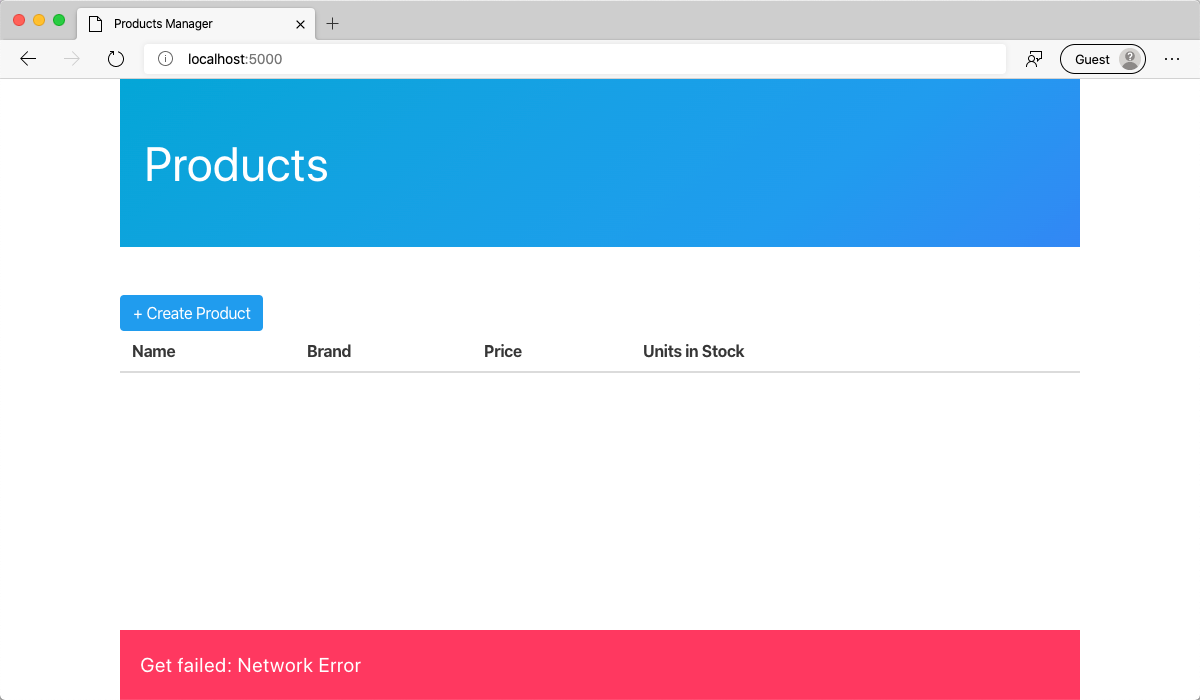 Products Manager
localhost:5000
Guest
Products
+ Create Product
Name Brand Price Units in Stock
Get failed: Network Error